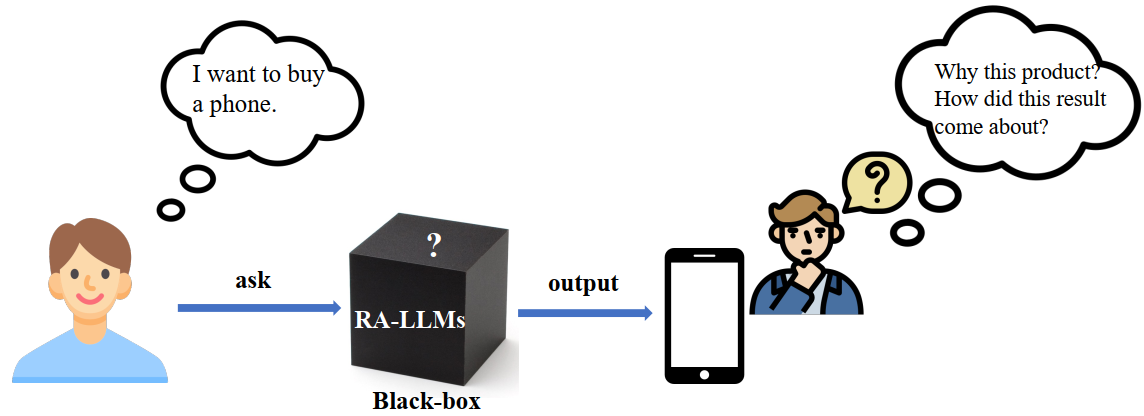 I want to buy
a phone.
Why this product?
How did this result
come about?
?
?
ask
output
RA-LLMs
Black-box